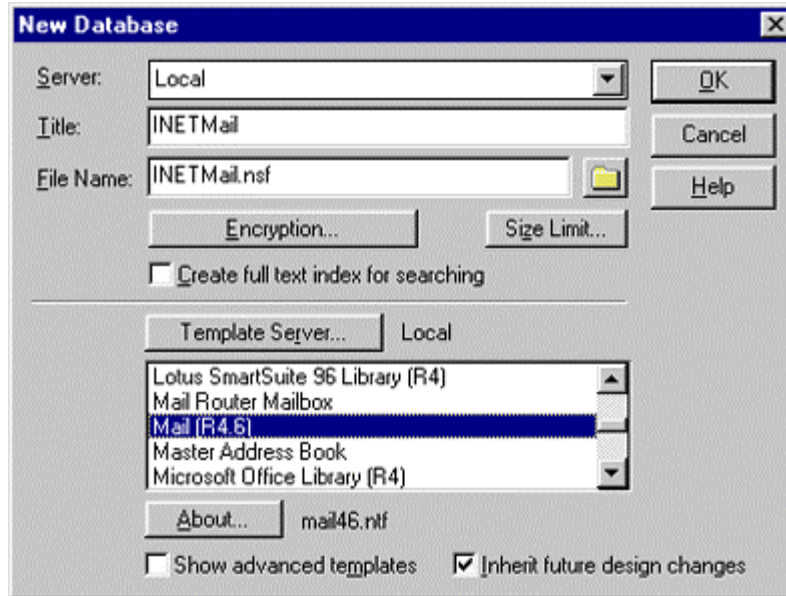 New Database
Server: Local
OK
Title: INETMail
Cancel
File Name: INETMail.nsf
Help
Encryption... Size Limit...
Create full text index for searching
Template Server... Local
Lotus SmartSuite 96 Library (R4)
Mail Router Mailbox
Mail (R4.6)
Master Address Book
Microsoft Office Library (R4)
About... mail46.ntf
Show advanced templates Inherit future design changes